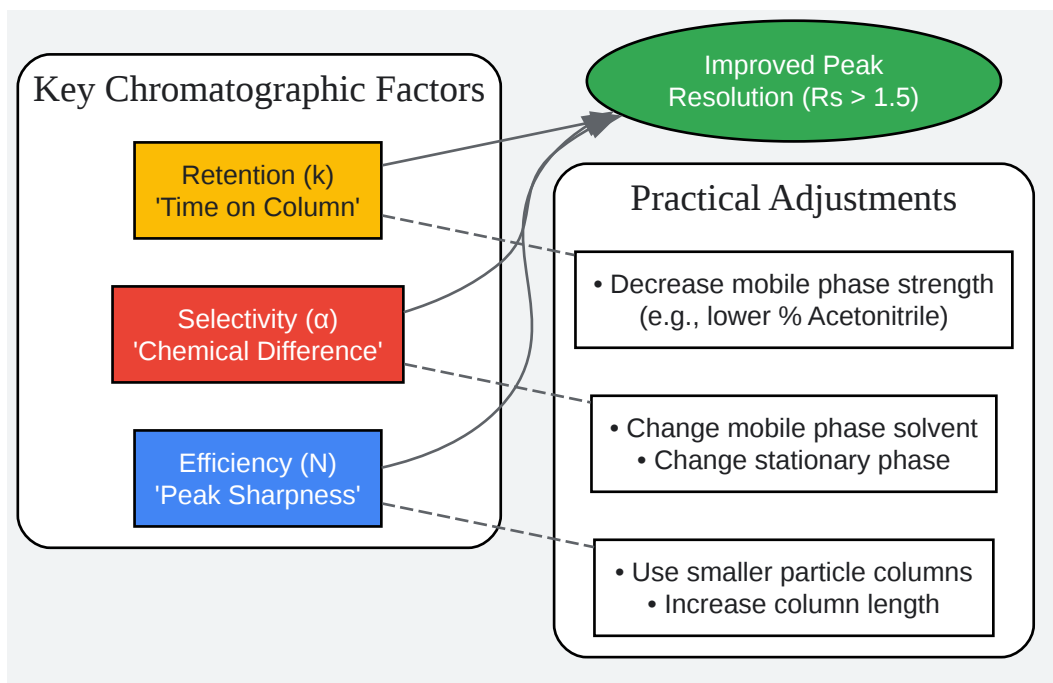 Key Chromatographic Factors
Retention (k)
'Time on Column'
Selectivity (α)
'Chemical Difference'
Efficiency (N)
'Peak Sharpness'
Improved Peak
Resolution (Rs > 1.5)
Practical Adjustments
• Decrease mobile phase strength
(e.g., lower % Acetonitrile)
• Change mobile phase solvent
• Change stationary phase
• Use smaller particle columns
• Increase column length